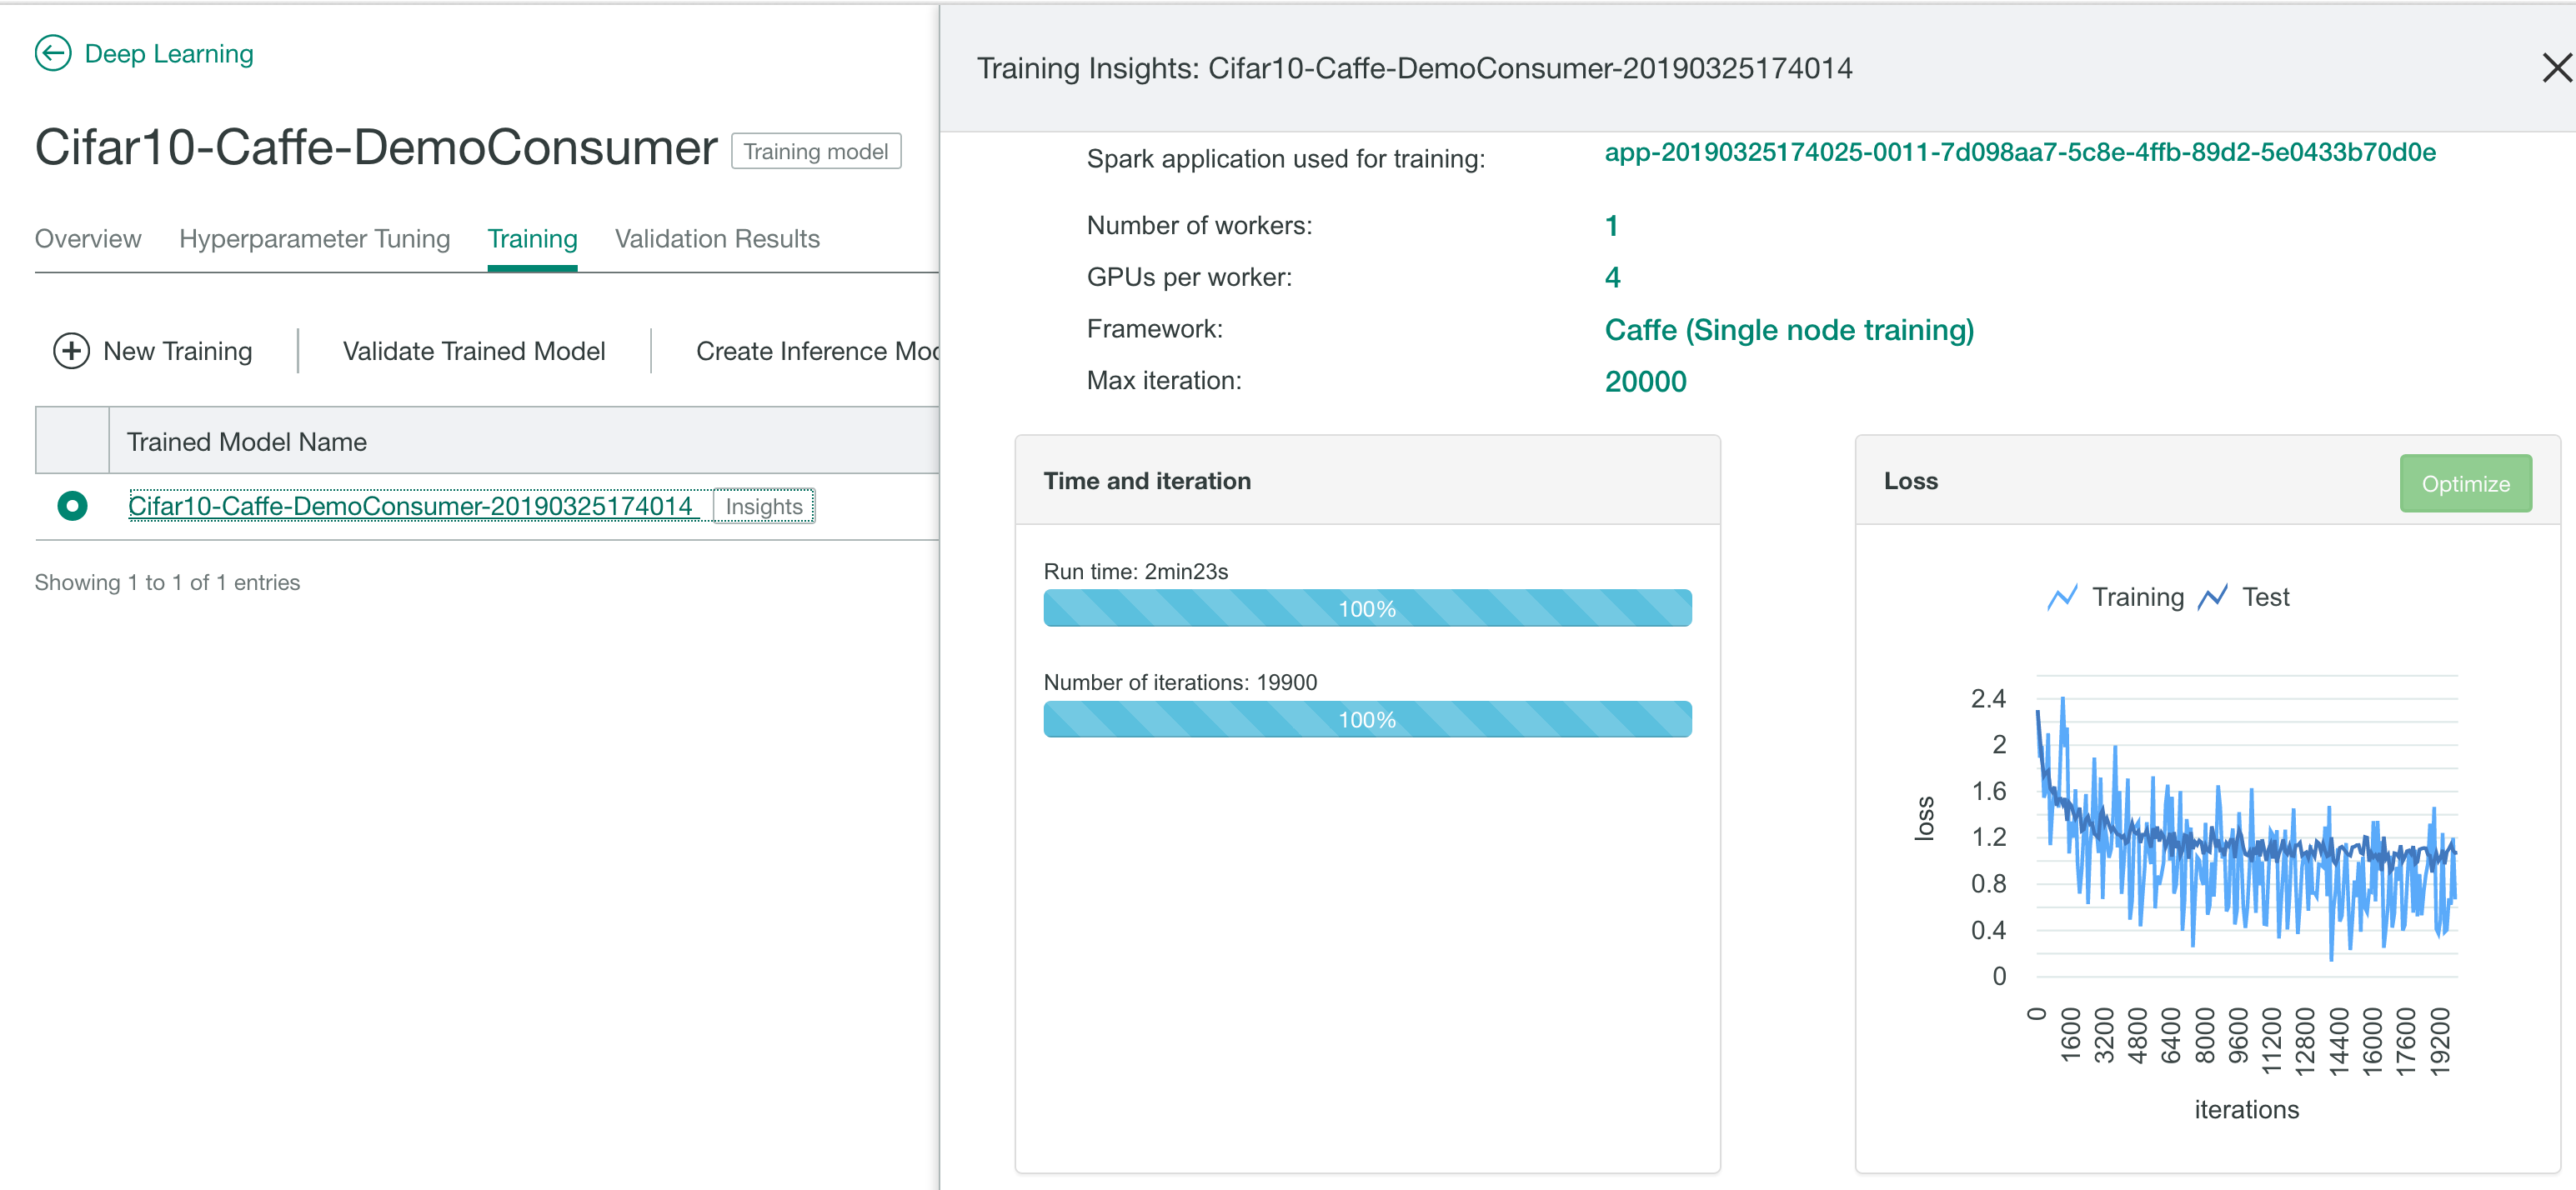 Deep Learning
Cifar10-Caffe-DemoConsumer Training model
Overview Hyperparameter Tuning Training Validation Results
New Training Validate Trained Model Create Inference Mod
Trained Model Name
Cifar10-Caffe-DemoConsumer-20190325174014 Insights
Showing 1 to 1 of 1 entries
Training Insights: Cifar10-Caffe-DemoConsumer-20190325174014
Spark application used for training: app-20190325174025-0011-7d098aa7-5c8e-4ffb-89d2-5e0433b70d0e
Number of workers: 1
GPUs per worker: 4
Framework: Caffe (Single node training)
Max iteration: 20000
Time and iteration
Run time: 2min23s
100%
Number of iterations: 19900
100%
Loss Optimize
Training Test
2.4
2
1.6
1.2
0.8
0.4
0
loss
0 1600 3200 4800 6400 8000 9600 11200 12800 14400 16000 17600 19200
iterations